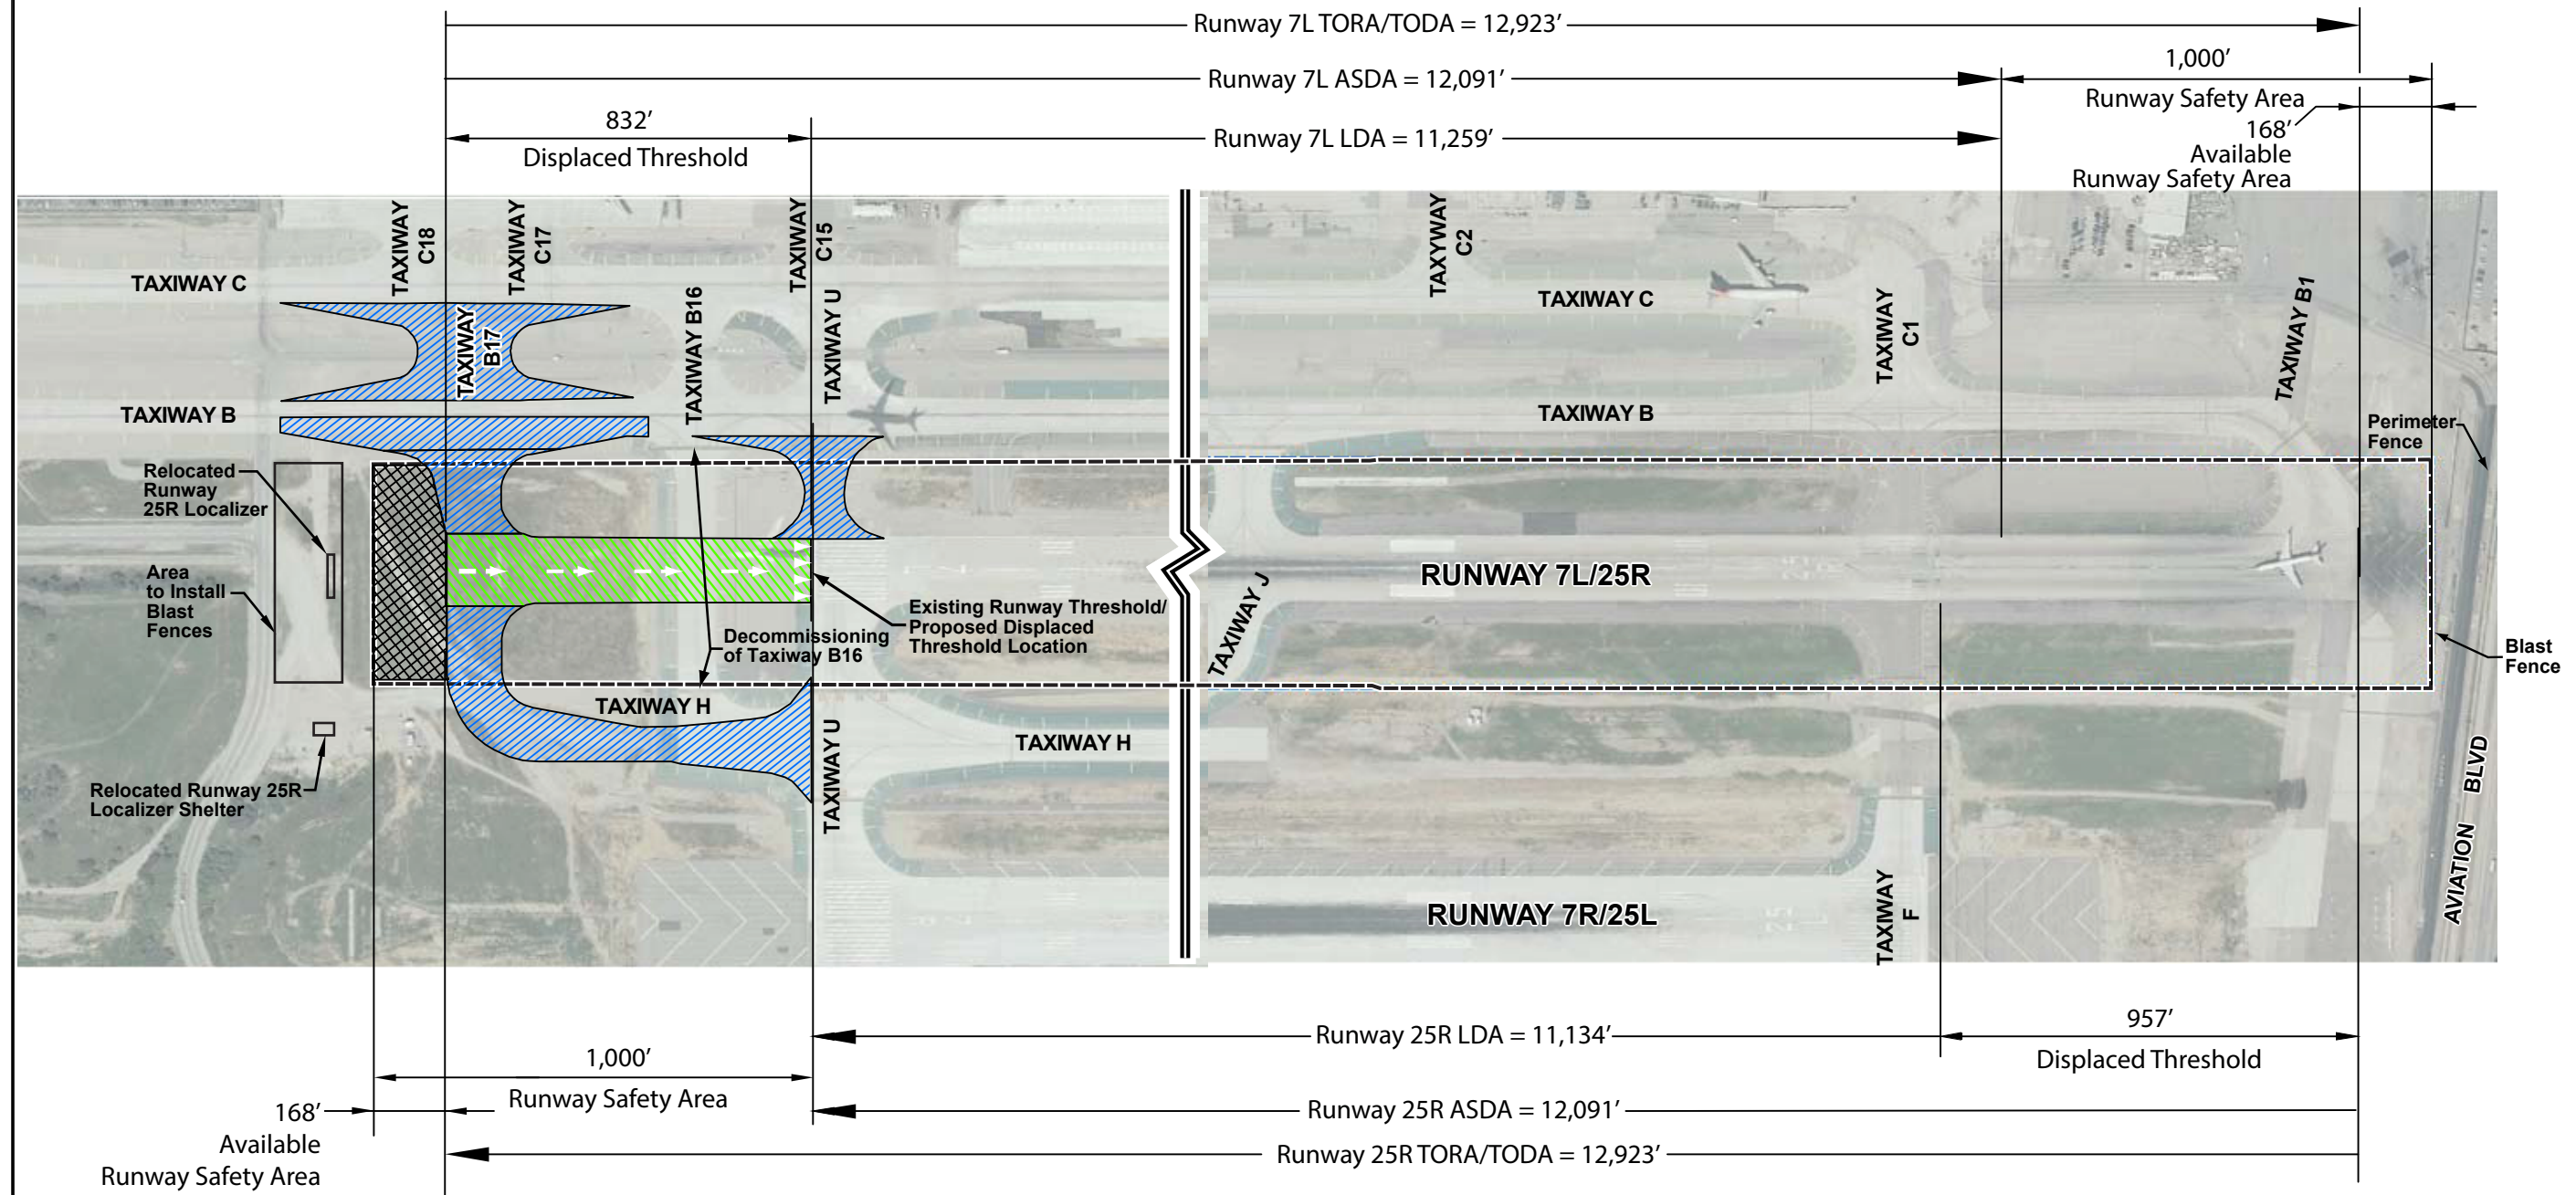 Runway 7L TORA/TODA = 12,923′
Runway 7L ASDA = 12,091′
1,000′
Runway Safety Area
832′
Displaced Threshold
Runway 7L LDA = 11,259′
168′
Available
Runway Safety Area
TAXIWAY
C18
TAXIWAY
C17
TAXIWAY
C15
TAXYWAY
C2
TAXIWAY C
TAXIWAY
B17
TAXIWAY B16
TAXIWAY U
TAXIWAY C
TAXIWAY
C1
TAXIWAY B1
TAXIWAY B
TAXIWAY B
Perimeter
Fence
Relocated
Runway
25R Localizer
Area
to Install
Blast
Fences
RUNWAY 7L/25R
TAXIWAY J
Existing Runway Threshold/
Proposed Displaced
Threshold Location
Decommissioning
of Taxiway B16
Blast
Fence
TAXIWAY H
TAXIWAY H
TAXIWAY U
Relocated Runway 25R
Localizer Shelter
AVIATION BLVD
RUNWAY 7R/25L
TAXIWAY
F
Runway 25R LDA = 11,134′
957′
Displaced Threshold
1,000′
Runway Safety Area
168′
Available
Runway Safety Area
Runway 25R ASDA = 12,091′
Runway 25R TORA/TODA = 12,923′